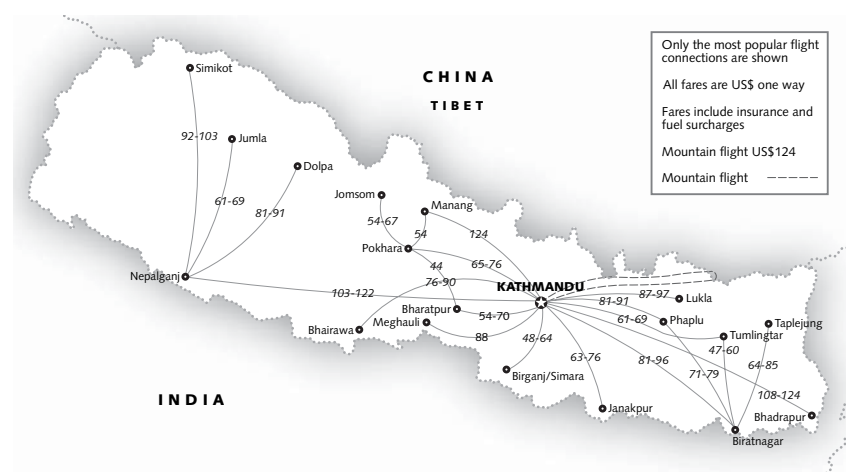 Only the most popular flight
connections are shown
All fares are US$ one way
Fares include insurance and
fuel surcharges
Mountain flight US$124
Mountain flight
CHINA
TIBET
Simikot
92-103
Jumla
Dolpa
61-69
81-91
Jomsom
Manang
54-67
54
124
Pokhara
44
65-76
76-90
Nepalganj
103-122
KATHMANDU
87-97
Lukla
81-91
Bharatpur
54-70
Meghauli
88
Bhairawa
48-64
61-69
Phaplu
Taplejung
Tumlingtar
47-60
63-76
81-96
71-79
64-85
Birganj/Simara
108-124
INDIA
Janakpur
Bhadrapur
Biratnagar